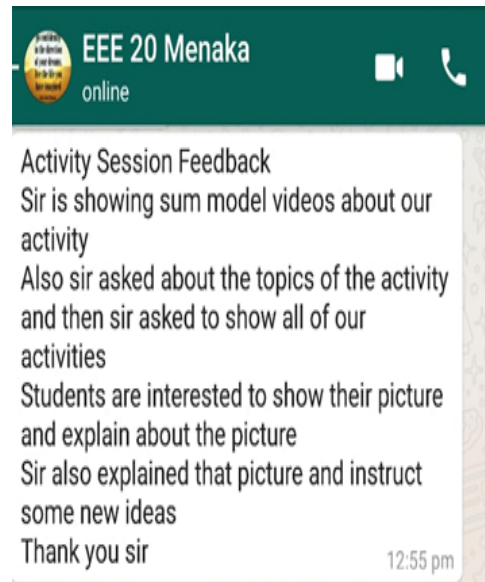 EEE 20 Menaka
online
Activity Session Feedback
Sir is showing sum model videos about our
activity
Also sir asked about the topics of the activity
and then sir asked to show all of our
activities
Students are interested to show their picture
and explain about the picture
Sir also explained that picture and instruct
some new ideas
Thank you sir
12:55 pm